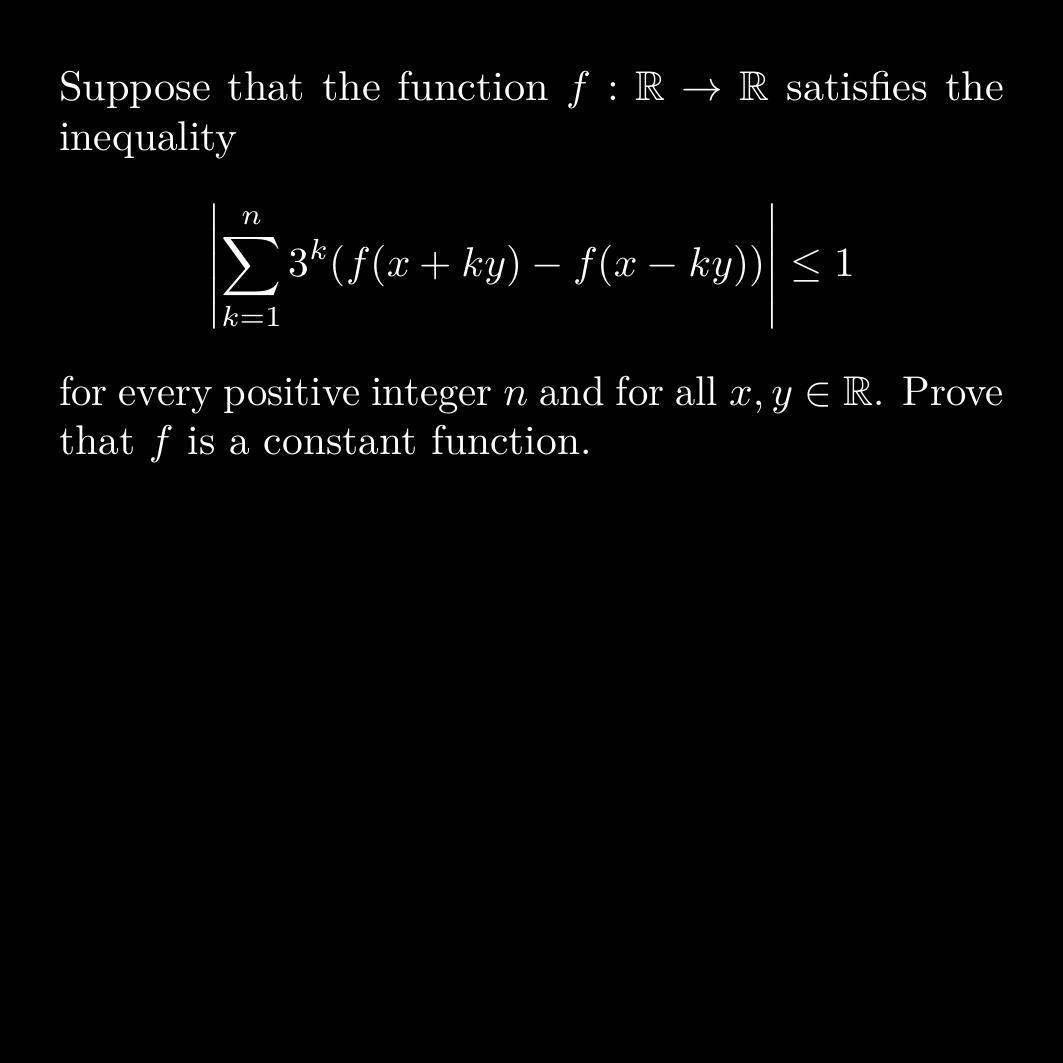 Suppose that the function $f : \mathbb{R} \to \mathbb{R}$ satisfies the
inequality
$$\left| \sum_{k=1}^{n} 3^k (f(x + ky) - f(x - ky)) \right| \leq 1$$
for every positive integer $n$ and for all $x, y \in \mathbb{R}$. Prove
that $f$ is a constant function.